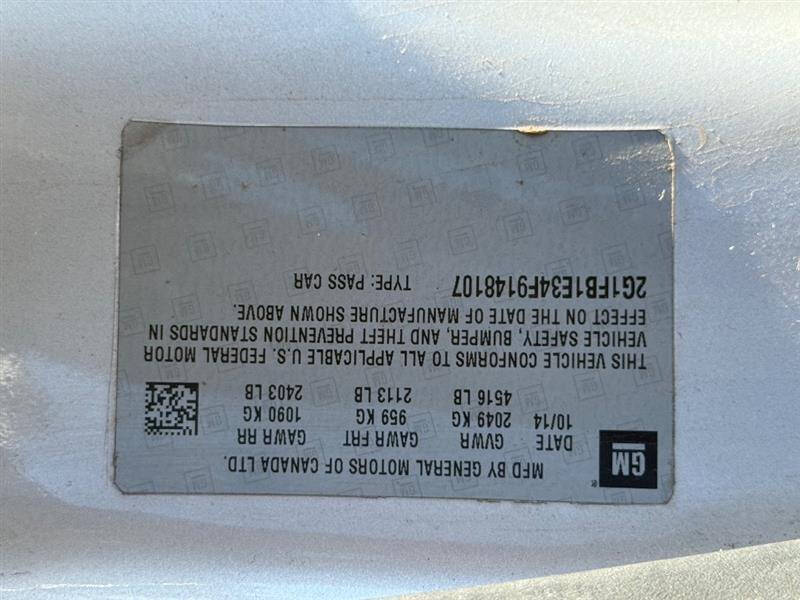 GM ®
MFD BY GENERAL MOTORS OF CANADA LTD.
DATE GVWR GAWR FRT GAWR RR
10/14 2049 KG 959 KG 1090 KG
4516 LB 2113 LB 2403 LB
THIS VEHICLE CONFORMS TO ALL APPLICABLE U.S. FEDERAL MOTOR
VEHICLE SAFETY, BUMPER, AND THEFT PREVENTION STANDARDS IN
EFFECT ON THE DATE OF MANUFACTURE SHOWN ABOVE.
2G1FB1E34F9148107 TYPE: PASS CAR